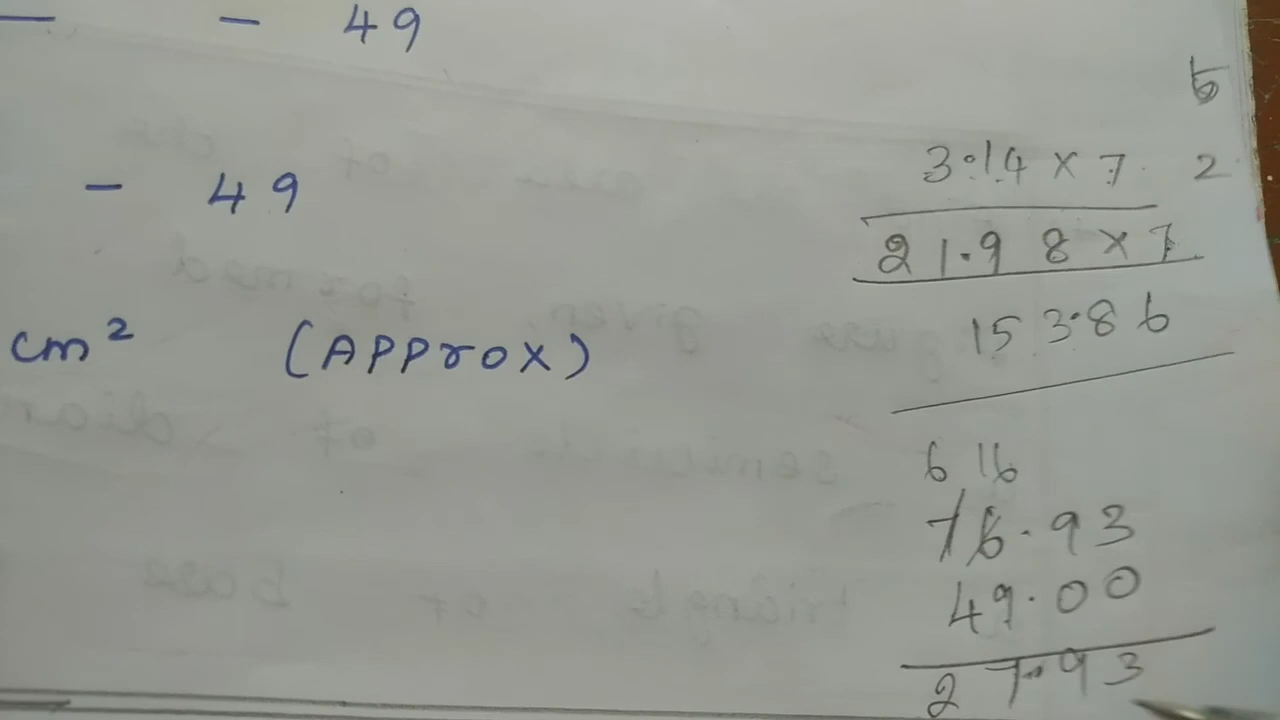 - 49
- 49
cm² (Approx)
3.14 x 7 2
21.98 x 7
153.86
6 16
76.93
49.00
27.93